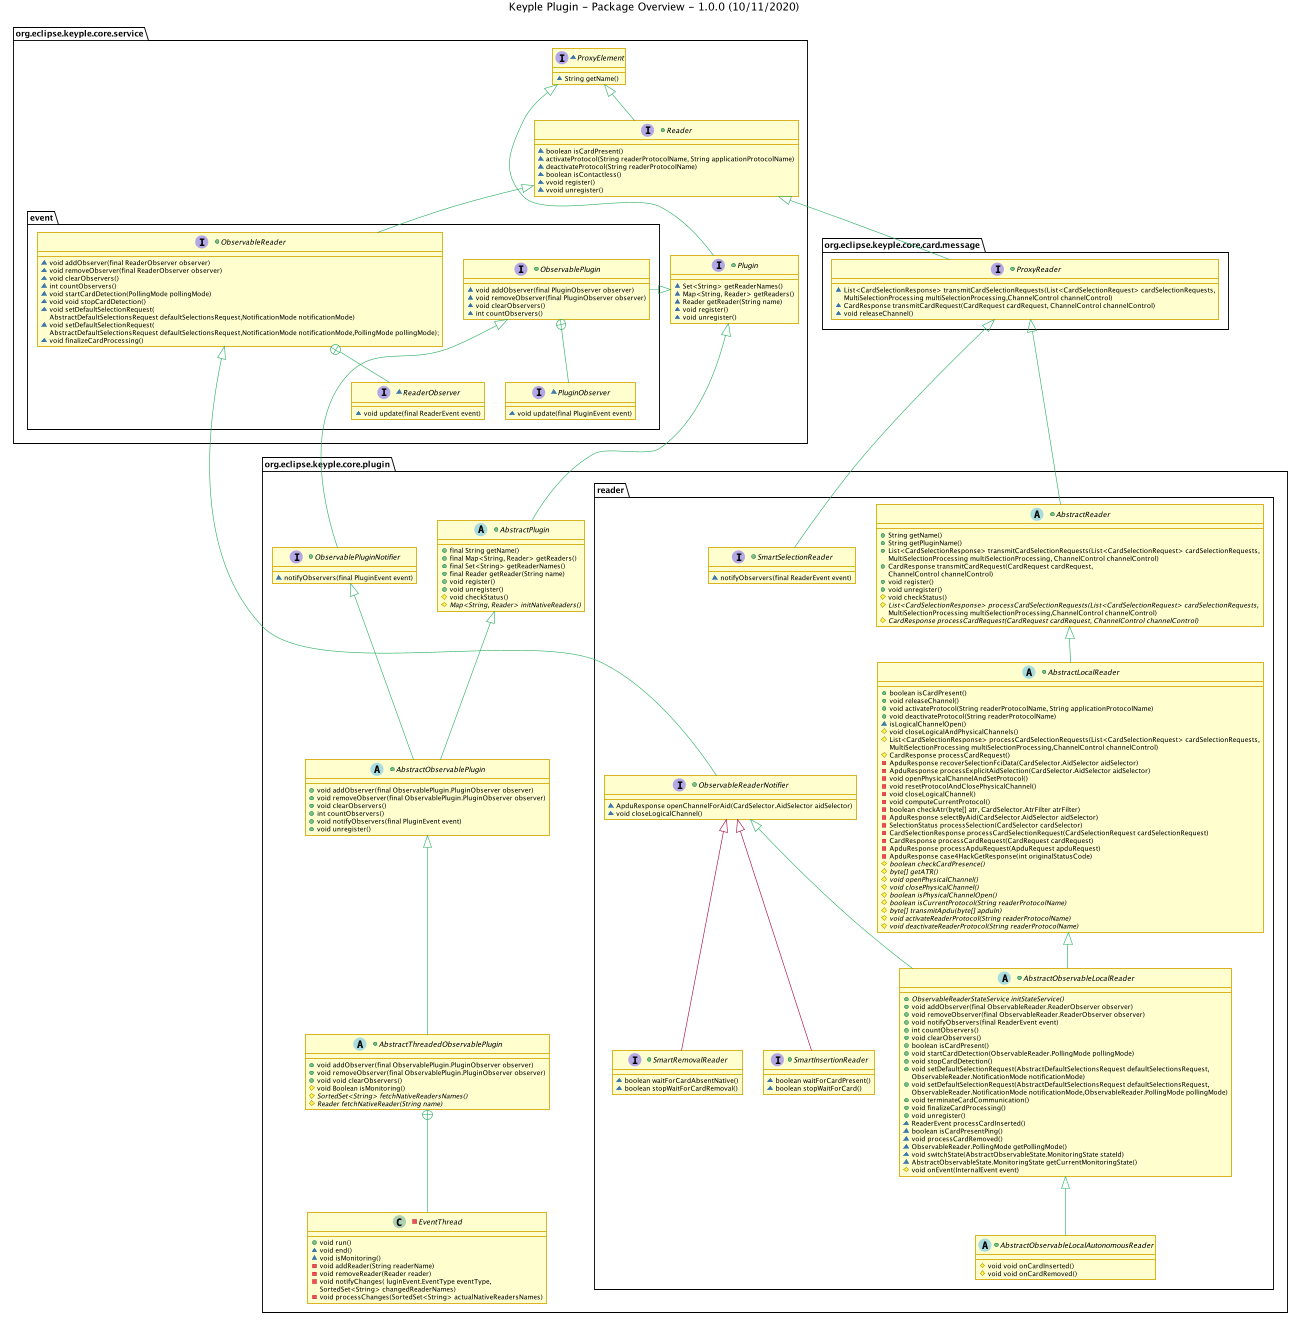 Keyple Plugin - Package Overview - 1.0.0 (10/11/2020)
org.eclipse.keyple.core.service
I ProxyElement
String getName()
I Reader
boolean isCardPresent()
activateProtocol(String readerProtocolName, String applicationProtocolName)
deactivateProtocol(String readerProtocolName)
boolean isContactless()
vvoid register()
vvoid unregister()
event
I ObservableReader
void addObserver(final ReaderObserver observer)
void removeObserver(final ReaderObserver observer)
void clearObservers()
int countObservers()
void startCardDetection(PollingMode pollingMode)
void void stopCardDetection()
void setDefaultSelectionRequest(
AbstractDefaultSelectionsRequest defaultSelectionsRequest,NotificationMode notificationMode)
void setDefaultSelectionRequest(
AbstractDefaultSelectionsRequest defaultSelectionsRequest,NotificationMode notificationMode,PollingMode pollingMode);
void finalizeCardProcessing()
I ObservablePlugin
void addObserver(final PluginObserver observer)
void removeObserver(final PluginObserver observer)
void clearObservers()
int countObservers()
I Plugin
Set<String> getReaderNames()
Map<String, Reader> getReaders()
Reader getReader(String name)
void register()
void unregister()
org.eclipse.keyple.core.card.message
I ProxyReader
List<CardSelectionResponse> transmitCardSelectionRequests(List<CardSelectionRequest> cardSelectionRequests,
MultiSelectionProcessing multiSelectionProcessing,ChannelControl channelControl)
CardResponse transmitCardRequest(CardRequest cardRequest, ChannelControl channelControl)
void releaseChannel()
I ReaderObserver
void update(final ReaderEvent event)
I PluginObserver
void update(final PluginEvent event)
org.eclipse.keyple.core.plugin
I ObservablePluginNotifier
notifyObservers(final PluginEvent event)
A AbstractPlugin
final String getName()
final Map<String, Reader> getReaders()
final Set<String> getReaderNames()
final Reader getReader(String name)
void register()
void unregister()
void checkStatus()
Map<String, Reader> initNativeReaders()
reader
I SmartSelectionReader
notifyObservers(final ReaderEvent event)
A AbstractReader
String getName()
String getPluginName()
List<CardSelectionResponse> transmitCardSelectionRequests(List<CardSelectionRequest> cardSelectionRequests,
MultiSelectionProcessing multiSelectionProcessing, ChannelControl channelControl)
CardResponse transmitCardRequest(CardRequest cardRequest,
ChannelControl channelControl)
void register()
void unregister()
void checkStatus()
List<CardSelectionResponse> processCardSelectionRequests(List<CardSelectionRequest> cardSelectionRequests,
MultiSelectionProcessing multiSelectionProcessing,ChannelControl channelControl)
CardResponse processCardRequest(CardRequest cardRequest, ChannelControl channelControl)
A AbstractLocalReader
boolean isCardPresent()
void releaseChannel()
void activateProtocol(String readerProtocolName, String applicationProtocolName)
void deactivateProtocol(String readerProtocolName)
isLogicalChannelOpen()
void closeLogicalAndPhysicalChannels()
List<CardSelectionResponse> processCardSelectionRequests(List<CardSelectionRequest> cardSelectionRequests,
MultiSelectionProcessing multiSelectionProcessing,ChannelControl channelControl)
CardResponse processCardRequest()
ApduResponse recoverSelectionFciData(CardSelector.AidSelector aidSelector)
ApduResponse processExplicitAidSelection(CardSelector.AidSelector aidSelector)
void openPhysicalChannelAndSetProtocol()
void resetProtocolAndClosePhysicalChannel()
void closeLogicalChannel()
void computeCurrentProtocol()
boolean checkAtr(byte[] atr, CardSelector.AtrFilter atrFilter)
ApduResponse selectByAid(CardSelector.AidSelector aidSelector)
SelectionStatus processSelection(CardSelector cardSelector)
CardSelectionResponse processCardSelectionRequest(CardSelectionRequest cardSelectionRequest)
CardResponse processCardRequest(CardRequest cardRequest)
ApduResponse processApduRequest(ApduRequest apduRequest)
ApduResponse case4HackGetResponse(int originalStatusCode)
boolean checkCardPresence()
byte[] getATR()
void openPhysicalChannel()
void closePhysicalChannel()
boolean isPhysicalChannelOpen()
boolean isCurrentProtocol(String readerProtocolName)
byte[] transmitApdu(byte[] apduIn)
void activateReaderProtocol(String readerProtocolName)
void deactivateReaderProtocol(String readerProtocolName)
A AbstractObservablePlugin
void addObserver(final ObservablePlugin.PluginObserver observer)
void removeObserver(final ObservablePlugin.PluginObserver observer)
void clearObservers()
int countObservers()
void notifyObservers(final PluginEvent event)
void unregister()
I ObservableReaderNotifier
ApduResponse openChannelForAid(CardSelector.AidSelector aidSelector)
void closeLogicalChannel()
A AbstractObservableLocalReader
ObservableReaderStateService initStateService()
void addObserver(final ObservableReader.ReaderObserver observer)
void removeObserver(final ObservableReader.ReaderObserver observer)
void notifyObservers(final ReaderEvent event)
int countObservers()
void clearObservers()
boolean isCardPresent()
void startCardDetection(ObservableReader.PollingMode pollingMode)
void stopCardDetection()
void setDefaultSelectionRequest(AbstractDefaultSelectionsRequest defaultSelectionsRequest,
ObservableReader.NotificationMode notificationMode)
void setDefaultSelectionRequest(AbstractDefaultSelectionsRequest defaultSelectionsRequest,
ObservableReader.NotificationMode notificationMode,ObservableReader.PollingMode pollingMode)
void terminateCardCommunication()
void finalizeCardProcessing()
void unregister()
ReaderEvent processCardInserted()
boolean isCardPresentPing()
void processCardRemoved()
ObservableReader.PollingMode getPollingMode()
void switchState(AbstractObservableState.MonitoringState stateId)
AbstractObservableState.MonitoringState getCurrentMonitoringState()
void onEvent(InternalEvent event)
A AbstractThreadedObservablePlugin
void addObserver(final ObservablePlugin.PluginObserver observer)
void removeObserver(final ObservablePlugin.PluginObserver observer)
void void clearObservers()
void Boolean isMonitoring()
SortedSet<String> fetchNativeReadersNames()
Reader fetchNativeReader(String name)
I SmartRemovalReader
boolean waitForCardAbsentNative()
boolean stopWaitForCardRemoval()
I SmartInsertionReader
boolean waitForCardPresent()
boolean stopWaitForCard()
C EventThread
void run()
void end()
void isMonitoring()
void addReader(String readerName)
void removeReader(Reader reader)
void notifyChanges( luginEvent.EventType eventType,
SortedSet<String> changedReaderNames)
void processChanges(SortedSet<String> actualNativeReadersNames)
A AbstractObservableLocalAutonomousReader
void void onCardInserted()
void void onCardRemoved()